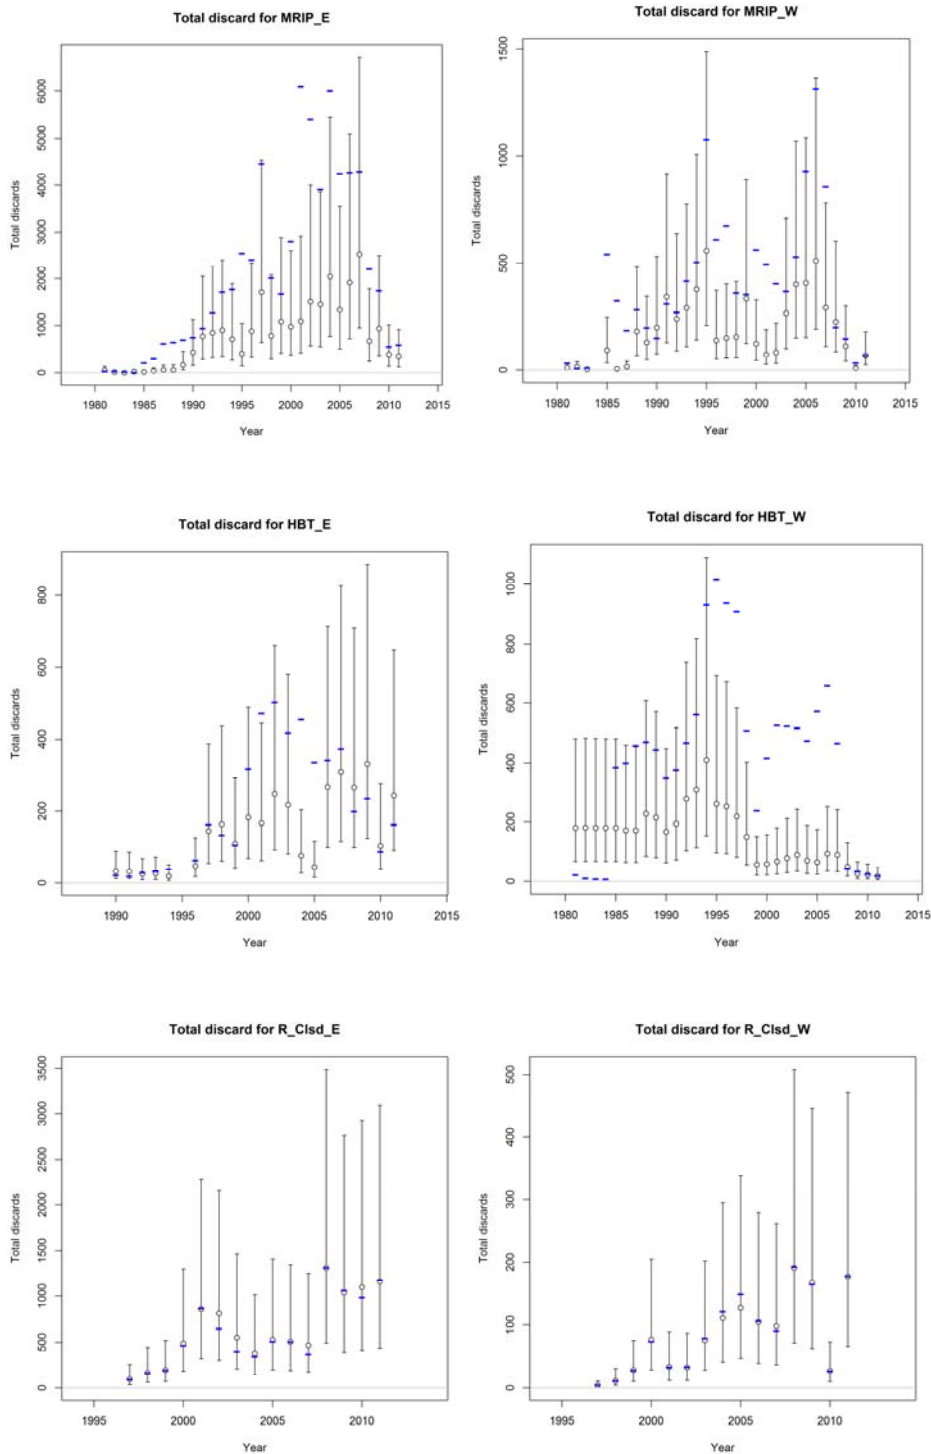 Total discard for MRIP_E
Total discards
0 1000 2000 3000 4000 5000 6000
1980 1985 1990 1995 2000 2005 2010 2015
Year
Total discard for MRIP_W
Total discards
0 500 1000 1500
1980 1985 1990 1995 2000 2005 2010 2015
Year
Total discard for HBT_E
Total discards
0 200 400 600 800
1990 1995 2000 2005 2010 2015
Year
Total discard for HBT_W
Total discards
0 200 400 600 800 1000
1980 1985 1990 1995 2000 2005 2010 2015
Year
Total discard for R_Clsd_E
Total discards
0 500 1000 1500 2000 2500 3000 3500
1995 2000 2005 2010
Year
Total discard for R_Clsd_W
Total discards
0 100 200 300 400 500
1995 2000 2005 2010
Year